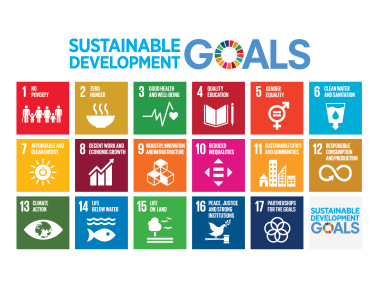 SUSTAINABLE
DEVELOPMENT
GOALS
1 NO
POVERTY
2 ZERO
HUNGER
3 GOOD HEALTH
AND WELL-BEING
4 QUALITY
EDUCATION
5 GENDER
EQUALITY
6 CLEAN WATER
AND SANITATION
7 AFFORDABLE AND
CLEAN ENERGY
8 DECENT WORK AND
ECONOMIC GROWTH
9 INDUSTRY, INNOVATION
AND INFRASTRUCTURE
10 REDUCED
INEQUALITIES
11 SUSTAINABLE CITIES
AND COMMUNITIES
12 RESPONSIBLE
CONSUMPTION
AND PRODUCTION
13 CLIMATE
ACTION
14 LIFE
BELOW WATER
15 LIFE
ON LAND
16 PEACE, JUSTICE
AND STRONG
INSTITUTIONS
17 PARTNERSHIPS
FOR THE GOALS
SUSTAINABLE
DEVELOPMENT
GOALS